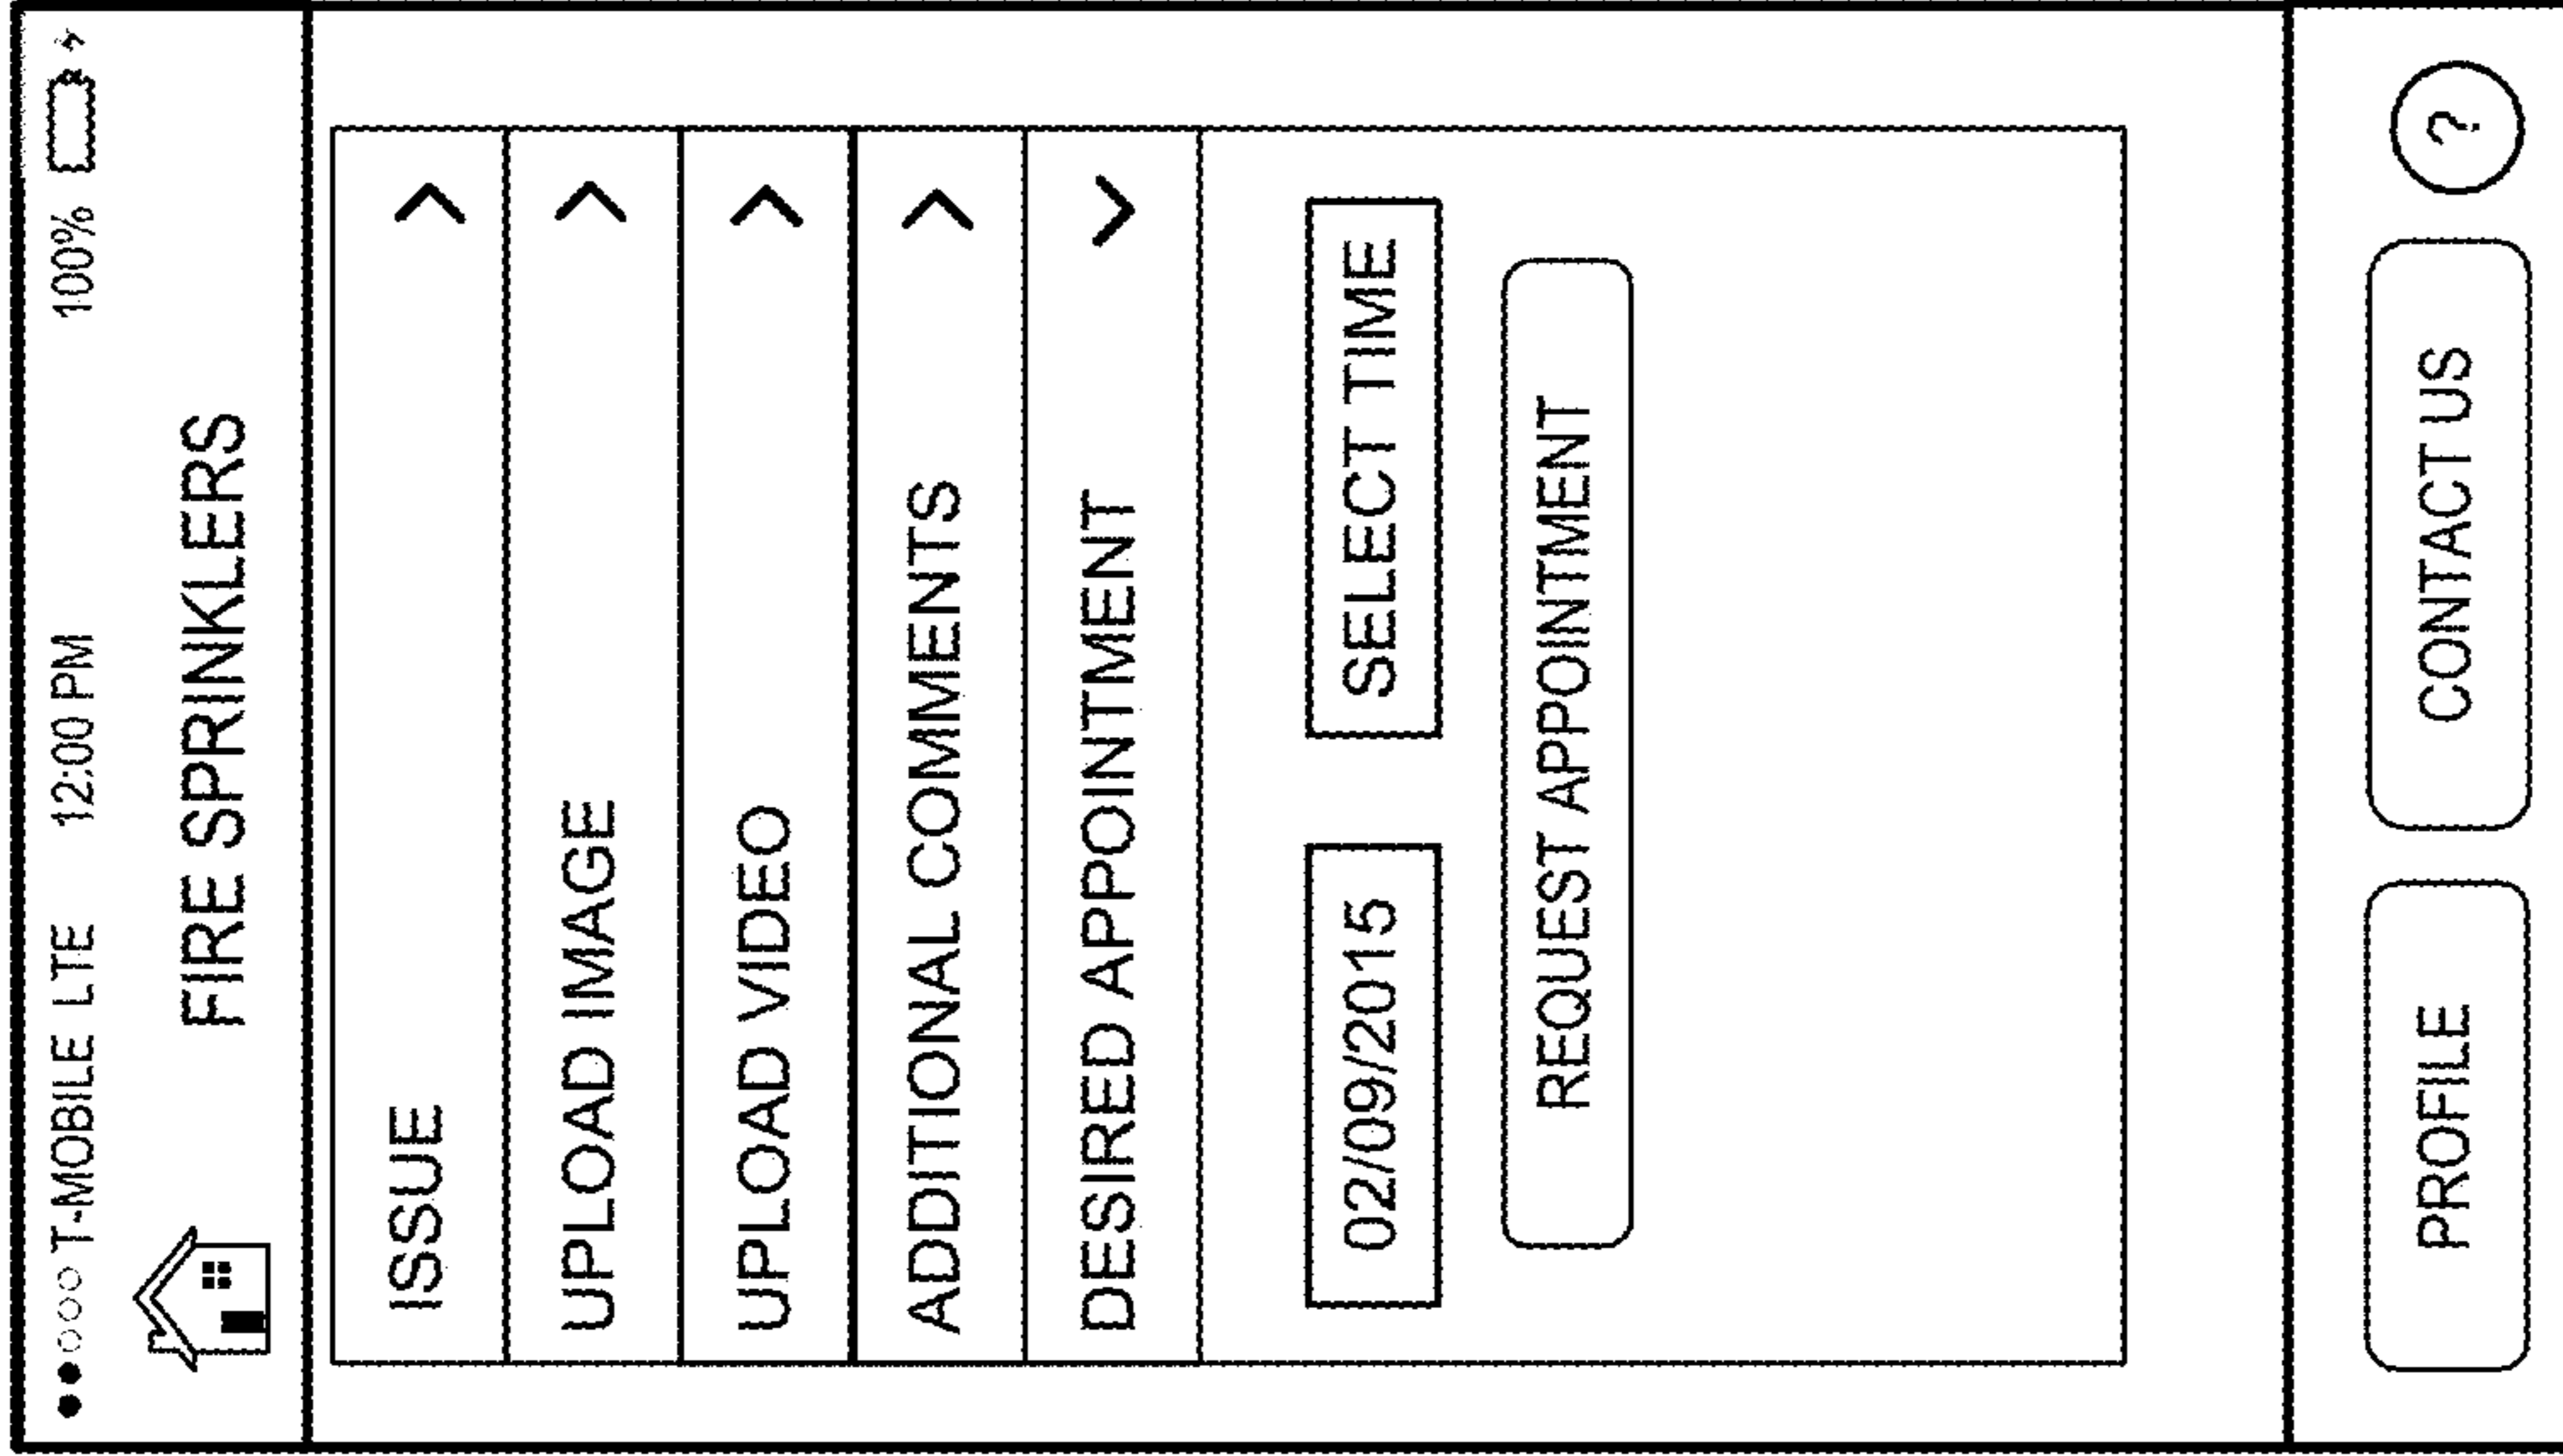 T-MOBILE LTE 12:00 PM 100%
FIRE SPRINKLERS
ISSUE
UPLOAD IMAGE
UPLOAD VIDEO
ADDITIONAL COMMENTS
DESIRED APPOINTMENT
02/09/2015 SELECT TIME
REQUEST APPOINTMENT
PROFILE CONTACT US ?